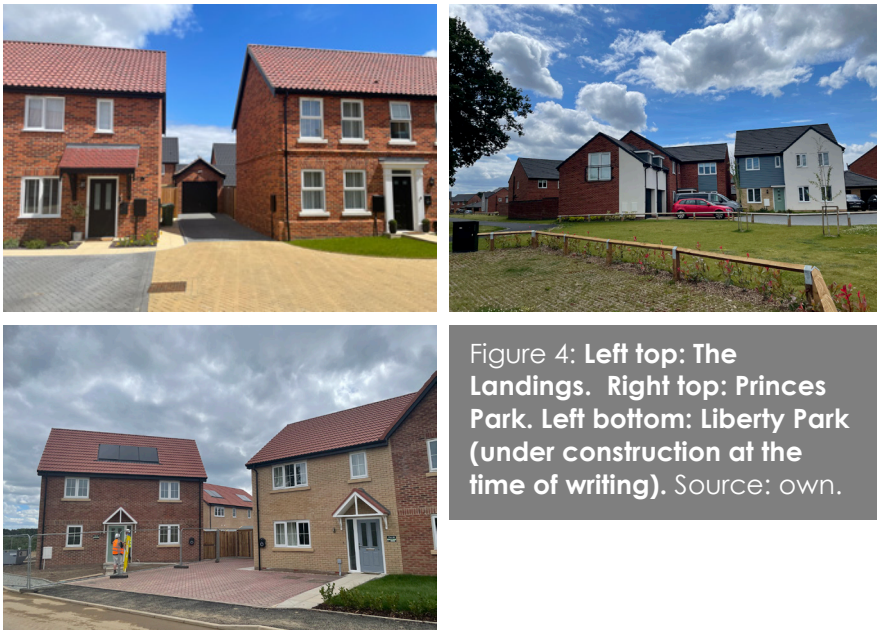 Figure 4: Left top: The
Landings. Right top: Princes
Park. Left bottom: Liberty Park
(under construction at the
time of writing). Source: own.